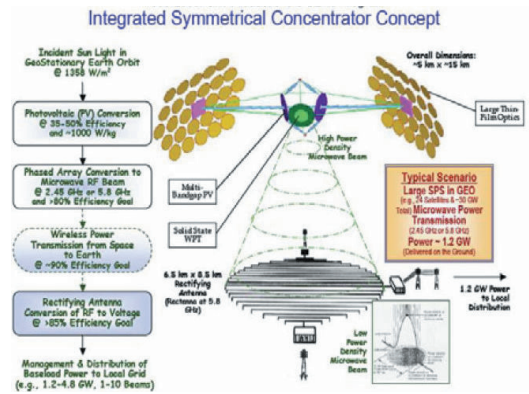 Integrated Symmetrical Concentrator Concept
Incident Sun Light in
GeoStationary Earth Orbit
@ 1358 W/m²
Photovoltaic (PV) Conversion
@ 35-50% Efficiency
and ~1000 W/kg
Phased Array Conversion to
Microwave RF Beam
@ 2.45 GHz or 5.8 GHz
and >80% Efficiency Goal
Wireless Power
Transmission from Space
to Earth
@ ~90% Efficiency Goal
Rectifying Antenna
Conversion of RF to Voltage
@ >85% Efficiency Goal
Management & Distribution of
Baseload Power to Local Grid
(e.g., 1.2-4.8 GW, 1-10 Beams)
Overall Dimensions:
~5 km x ~15 km
Large Thin-
Film Optics
High Power
Density
Microwave Beam
Multi-
Bandgap PV
Solid State
WPT
Typical Scenario
Large SPS in GEO
(e.g., 24 Satellites & ~30 GW
Total) Microwave Power
Transmission
(2.45 GHz or 5.8 GHz)
Power ~ 1.2 GW
(Delivered on the Ground)
6.5 km x 8.5 km
Rectifying
Antenna
(Rectenna at 5.8
GHz)
1.2 GW Power
to Local
Distribution
Low
Power
Density
Microwave
Beam